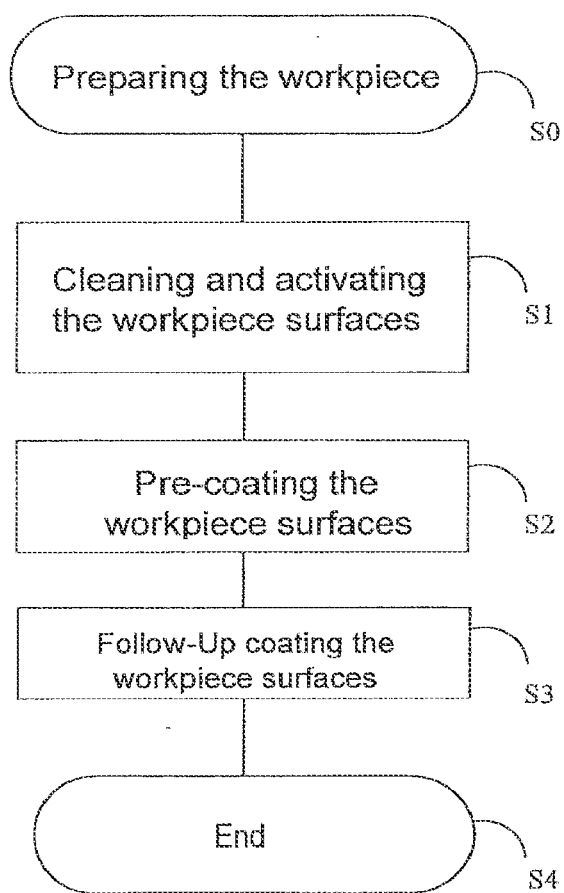 Preparing the workpiece
S0
Cleaning and activating
the workpiece surfaces
S1
Pre-coating the
workpiece surfaces
S2
Follow-Up coating the
workpiece surfaces
S3
End
S4